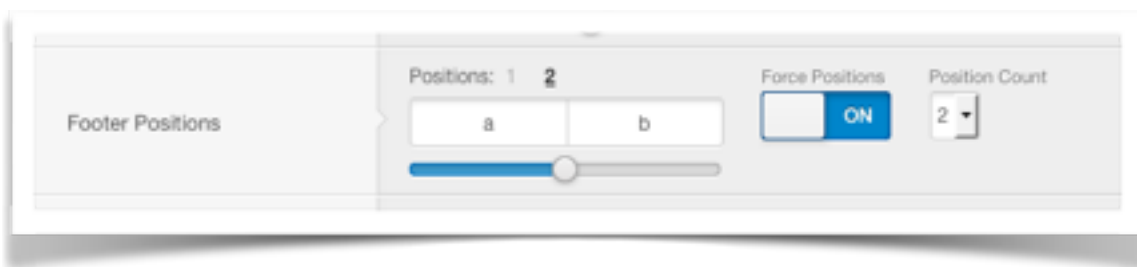 Positions: 1 2
Force Positions
Position Count
Footer Positions
a
b
ON
2